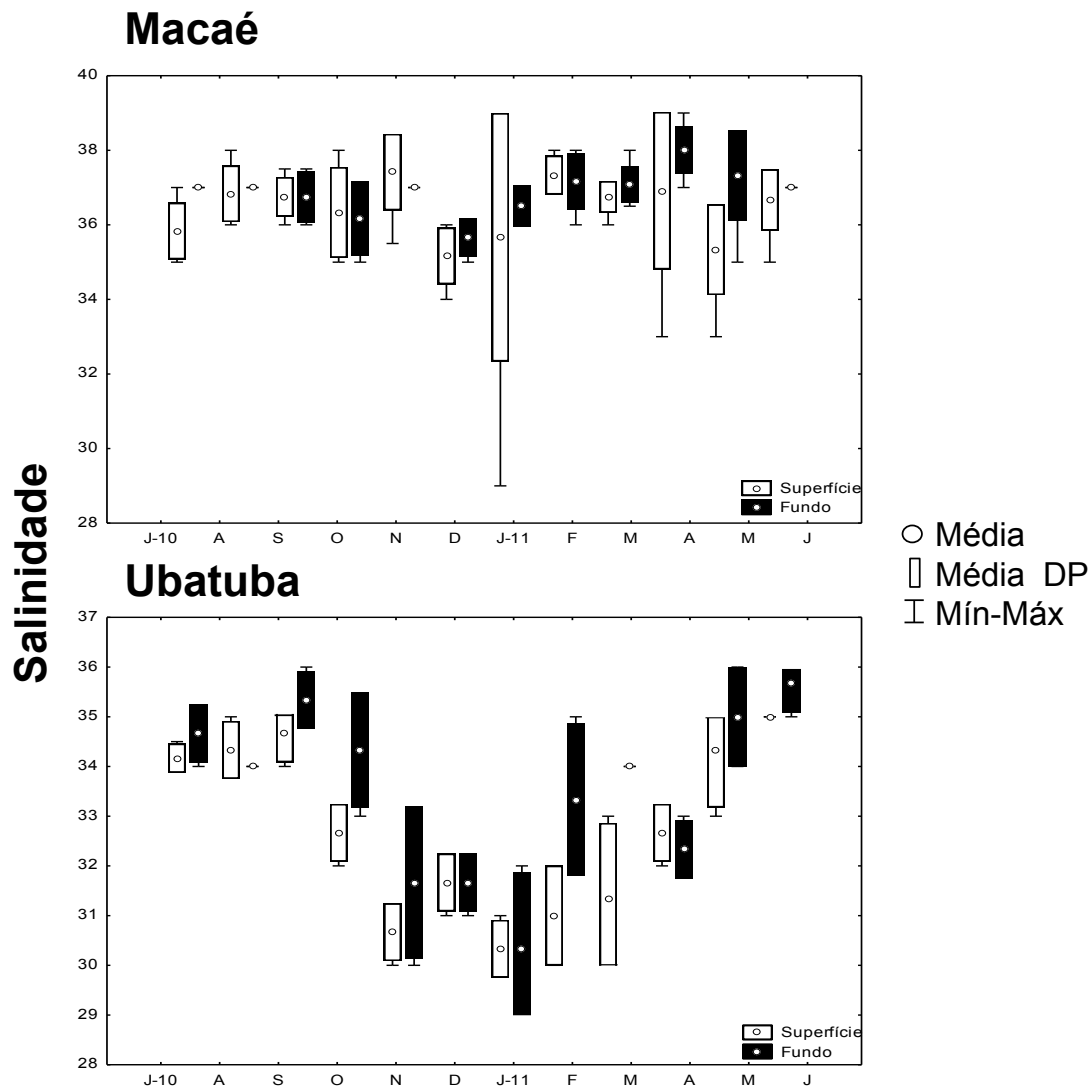 Macaé
40
38
36
34
32
30
28
Superfície
Fundo
J-10 A S O N D J-11 F M A M J
Salinidade
Média
Média DP
Mín-Máx
Ubatuba
37
36
35
34
33
32
31
30
29
28
Superfície
Fundo
J-10 A S O N D J-11 F M A M J